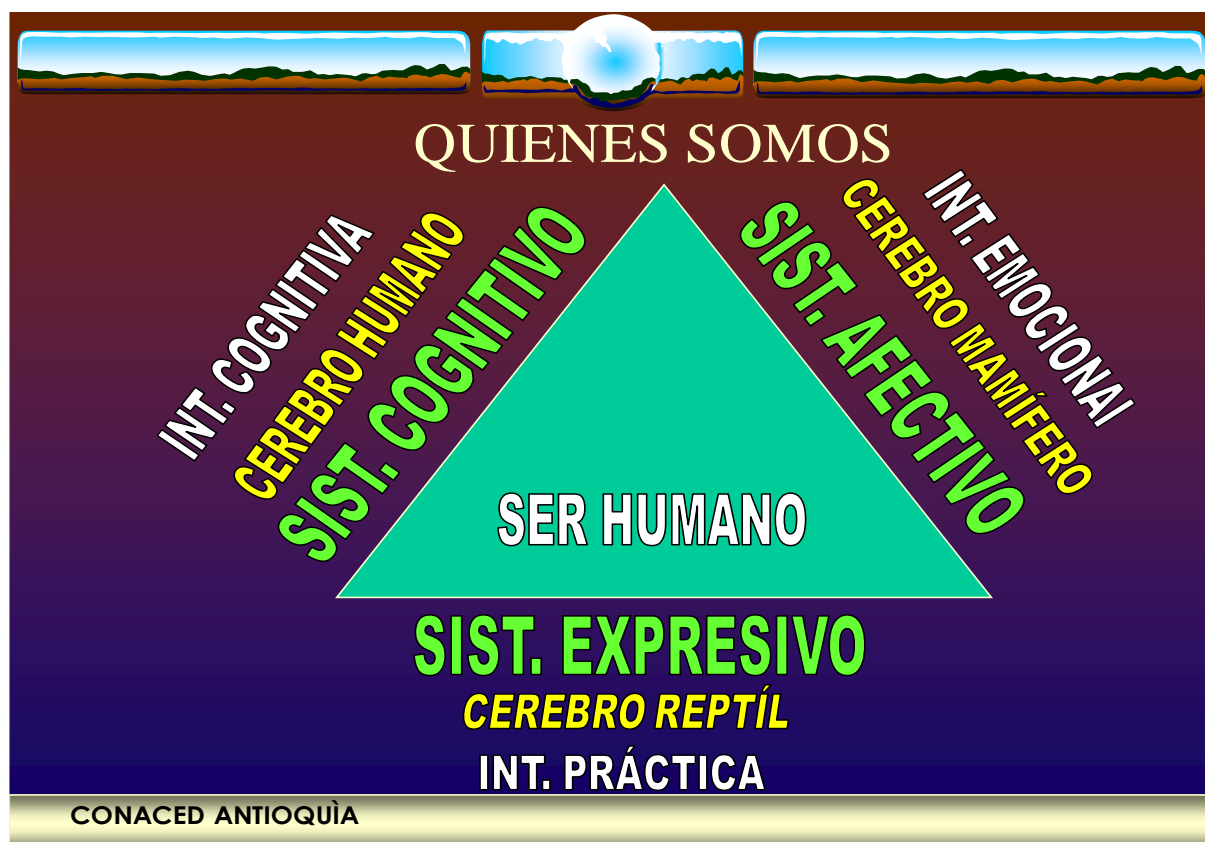 QUIENES SOMOS
INT. COGNITIVA
CEREBRO HUMANO
SIST. COGNITIVO
SIST. AFECTIVO
CEREBRO MAMÍFERO
INT. EMOCIONAl
SER HUMANO
SIST. EXPRESIVO
CEREBRO REPTÍL
INT. PRÁCTICA
CONACED ANTIOQUÌA